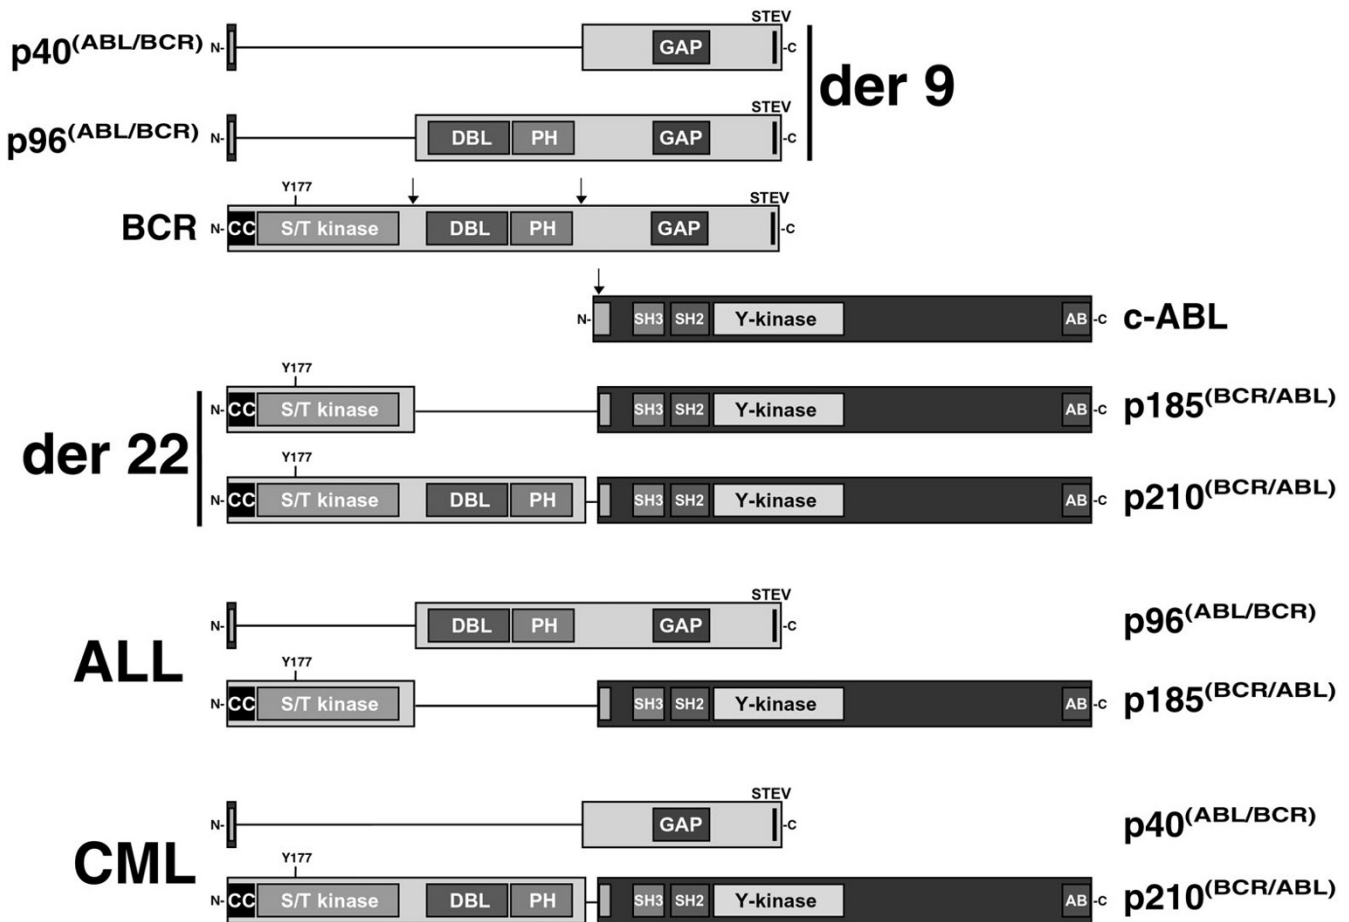 STEV
p40(ABL/BCR) N- GAP -C
der 9
STEV
p96(ABL/BCR) N- DBL PH GAP -C
Y177 STEV
BCR N- CC S/T kinase DBL PH GAP -C
N- SH3 SH2 Y-kinase AB -C c-ABL
Y177
N- CC S/T kinase SH3 SH2 Y-kinase AB -C p185(BCR/ABL)
der 22
Y177
N- CC S/T kinase DBL PH SH3 SH2 Y-kinase AB -C p210(BCR/ABL)
STEV
N- DBL PH GAP -C p96(ABL/BCR)
ALL
Y177
N- CC S/T kinase SH3 SH2 Y-kinase AB -C p185(BCR/ABL)
STEV
N- GAP -C p40(ABL/BCR)
CML
Y177
N- CC S/T kinase DBL PH SH3 SH2 Y-kinase AB -C p210(BCR/ABL)